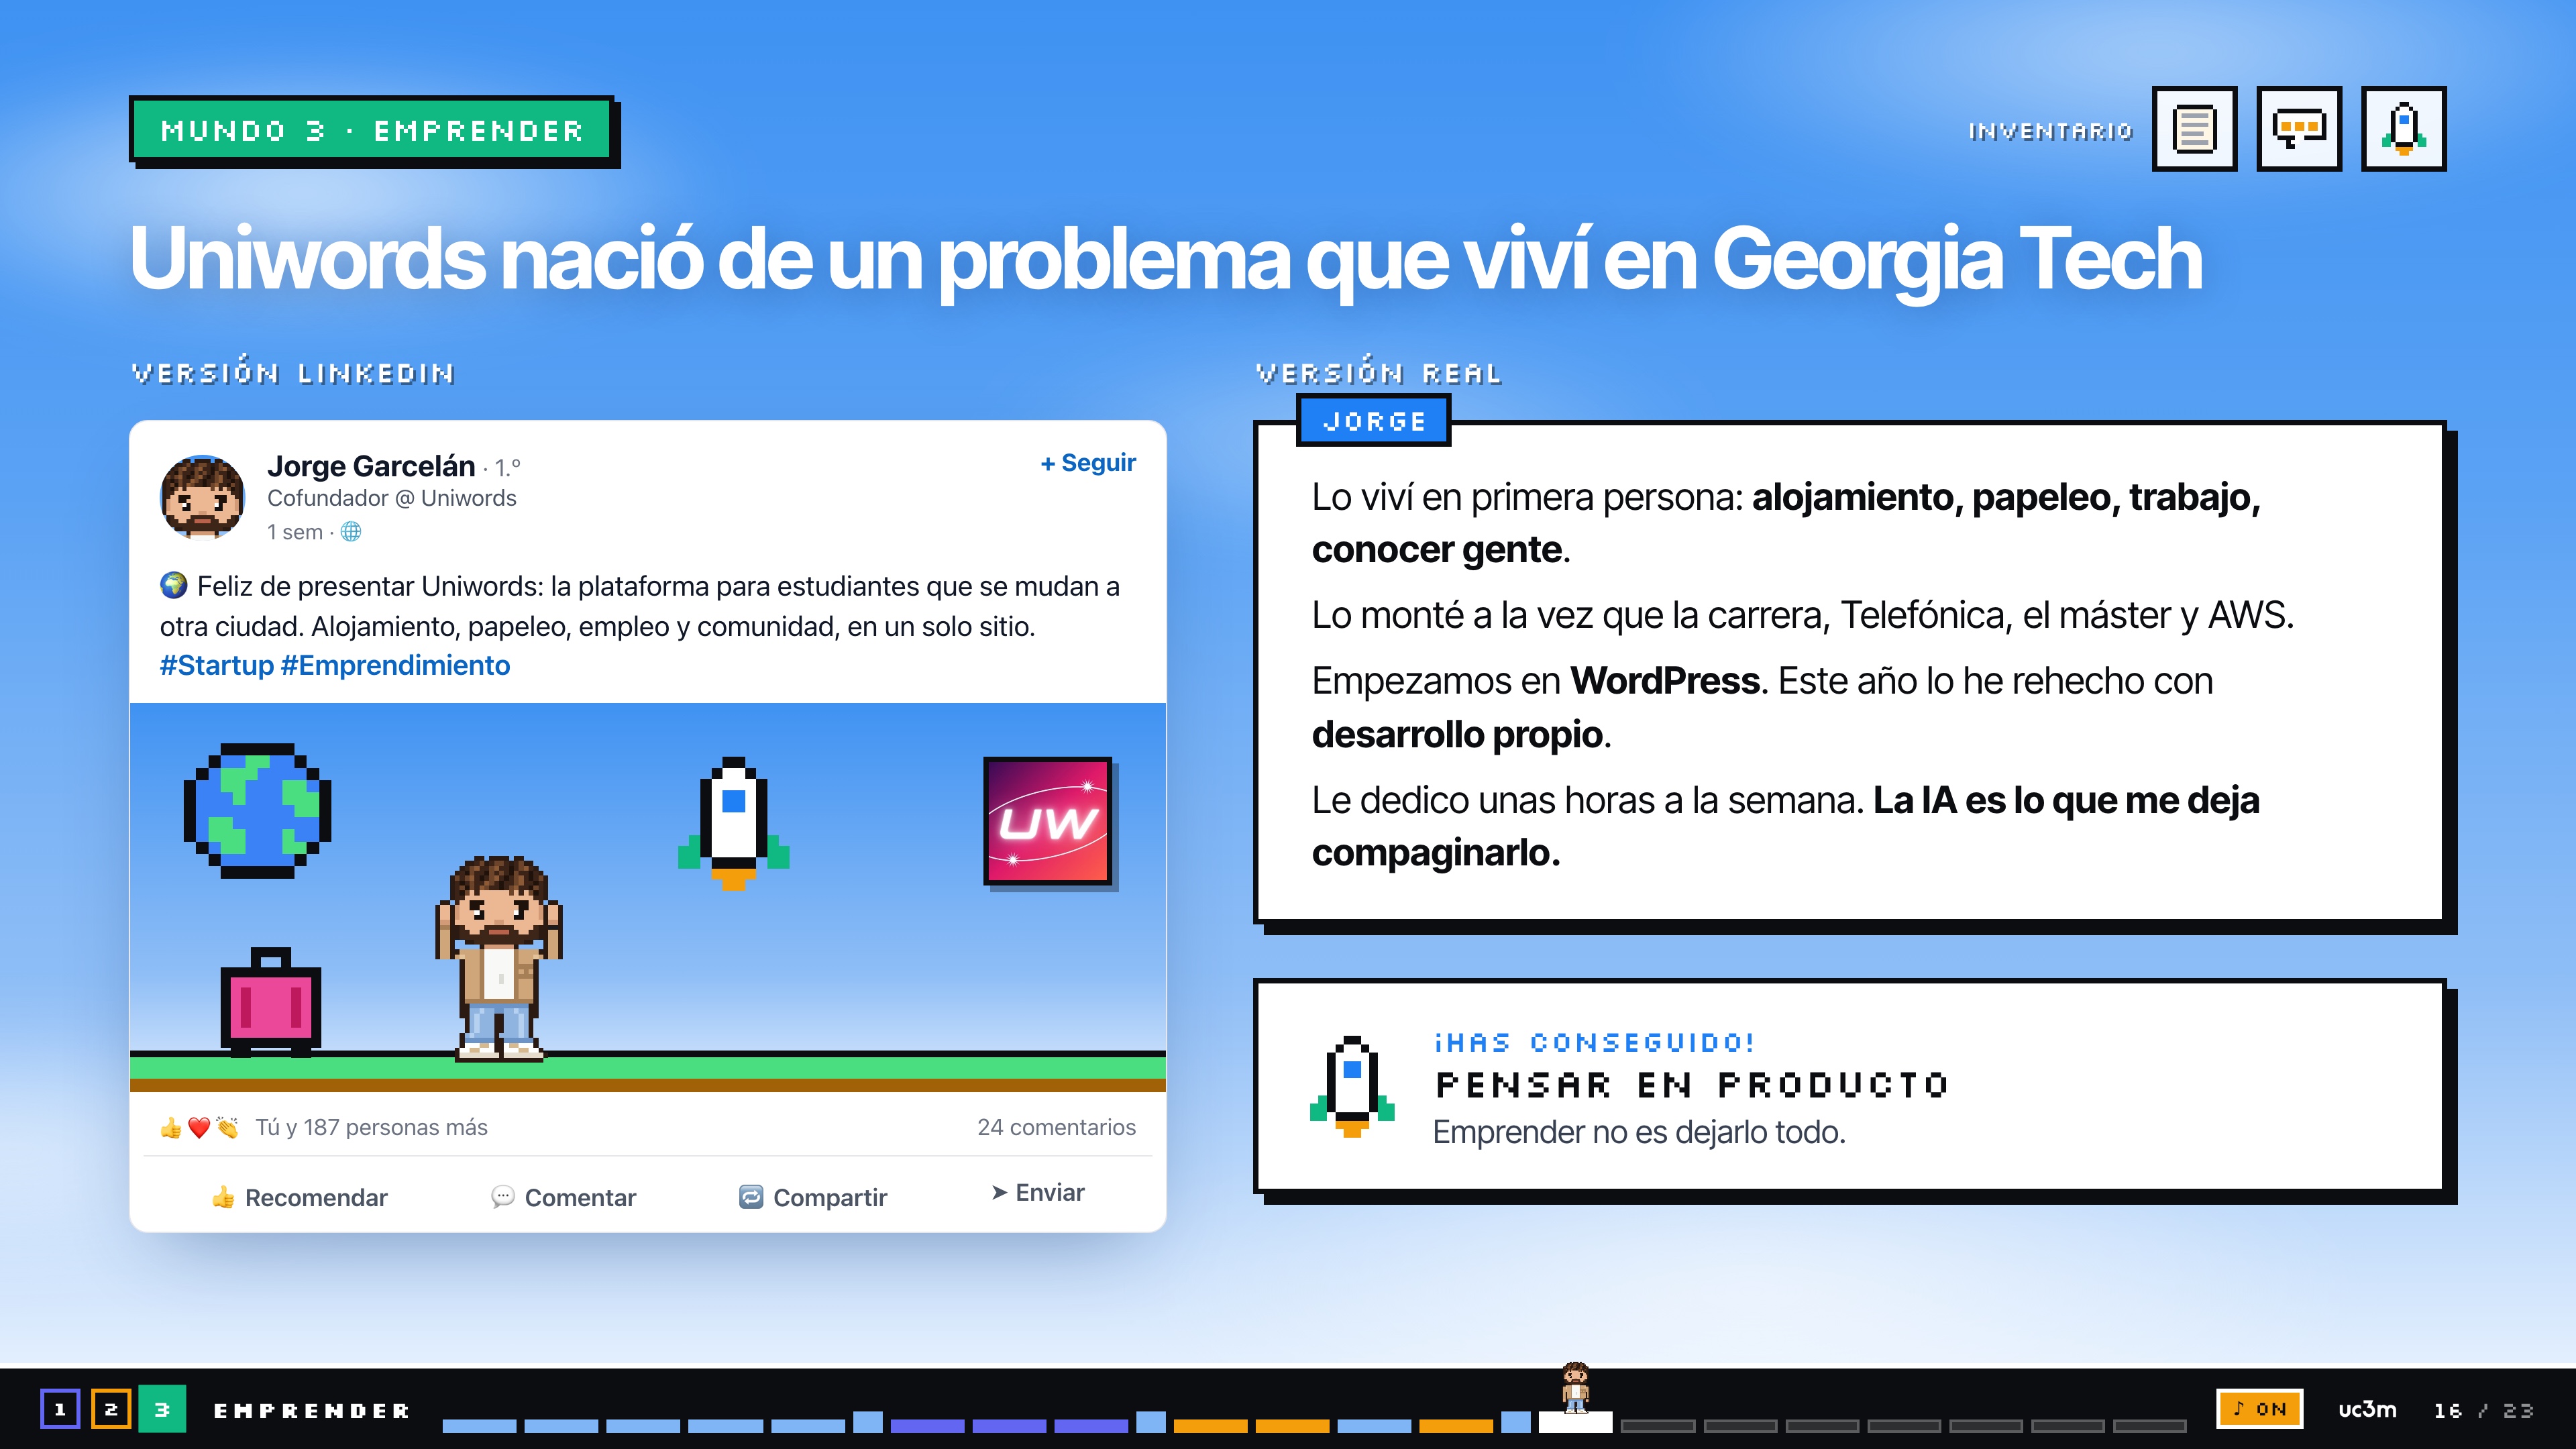 MUNDO 3 · EMPRENDER
INVENTARIO
Uniwords nació de un problema que viví en Georgia Tech
VERSIÓN LINKEDIN
Jorge Garcelán · 1.º
+ Seguir
Cofundador @ Uniwords
1 sem ·
Feliz de presentar Uniwords: la plataforma para estudiantes que se mudan a
otra ciudad. Alojamiento, papeleo, empleo y comunidad, en un solo sitio.
#Startup #Emprendimiento
UW
Tú y 187 personas más
24 comentarios
Recomendar
Comentar
Compartir
Enviar
VERSIÓN REAL
JORGE
Lo viví en primera persona: alojamiento, papeleo, trabajo,
conocer gente.
Lo monté a la vez que la carrera, Telefónica, el máster y AWS.
Empezamos en WordPress. Este año lo he rehecho con
desarrollo propio.
Le dedico unas horas a la semana. La IA es lo que me deja
compaginarlo.
¡HAS CONSEGUIDO!
PENSAR EN PRODUCTO
Emprender no es dejarlo todo.
1 2 3 EMPRENDER
♪ ON
uc3m
16 / 23